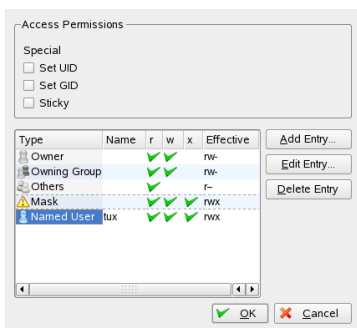 Access Permissions
Special
Set UID
Set GID
Sticky
Type Name r w x Effective
Owner rw-
Owning Group rw-
Others r--
Mask rwx
Named User tux rwx
Add Entry...
Edit Entry...
Delete Entry
OK
Cancel